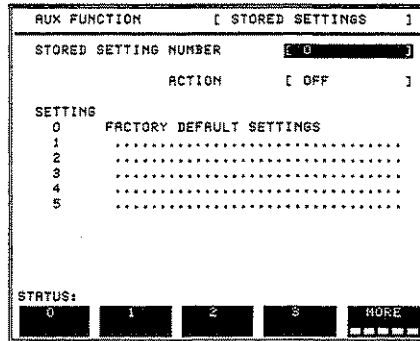 AUX FUNCTION [ STORED SETTINGS ]
STORED SETTING NUMBER [ 0 ]
ACTION [ OFF ]
SETTING
0 FACTORY DEFAULT SETTINGS
1 ................................
2 ................................
3 ................................
4 ................................
5 ................................
STATUS:
0 1 2 3 MORE